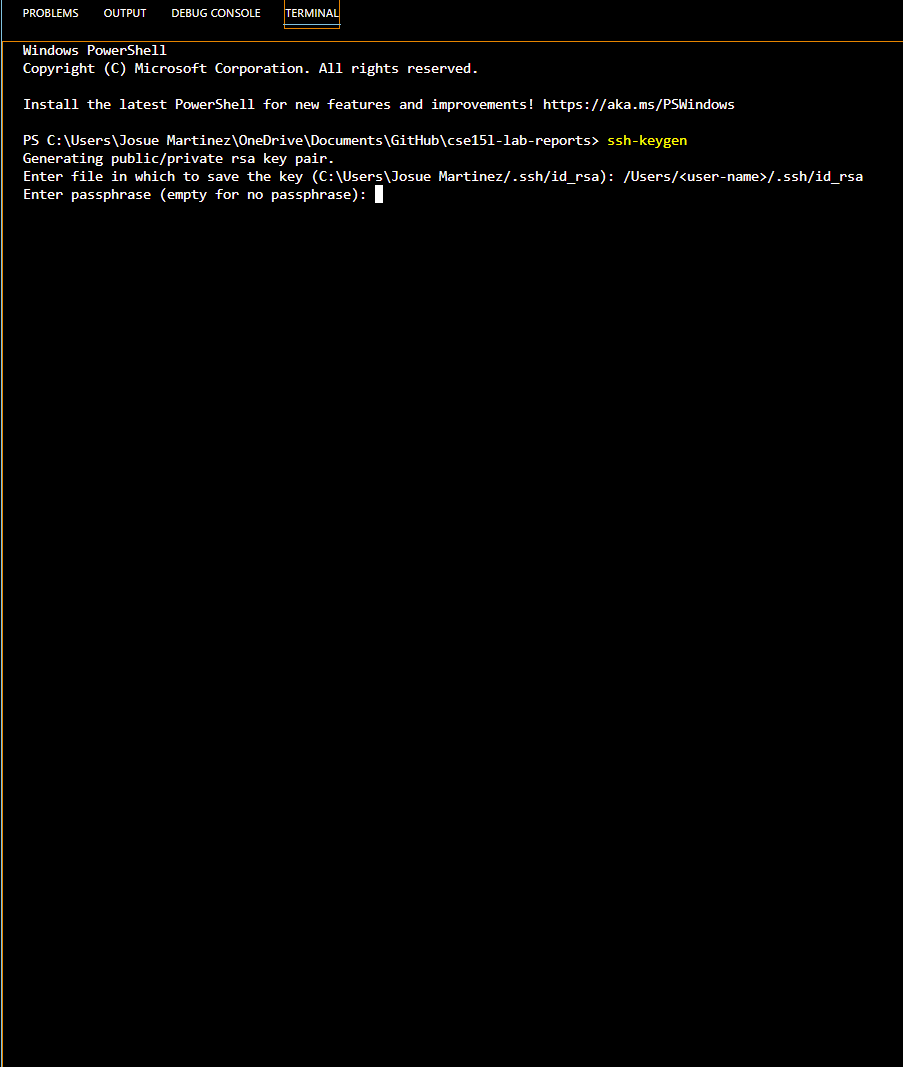 PROBLEMS OUTPUT DEBUG CONSOLE TERMINAL
Windows PowerShell
Copyright (C) Microsoft Corporation. All rights reserved.
Install the latest PowerShell for new features and improvements! https://aka.ms/PSWindows
PS C:\Users\Josue Martinez\OneDrive\Documents\GitHub\cse15l-lab-reports> ssh-keygen
Generating public/private rsa key pair.
Enter file in which to save the key (C:\Users\Josue Martinez/.ssh/id_rsa): /Users/<user-name>/.ssh/id_rsa
Enter passphrase (empty for no passphrase):